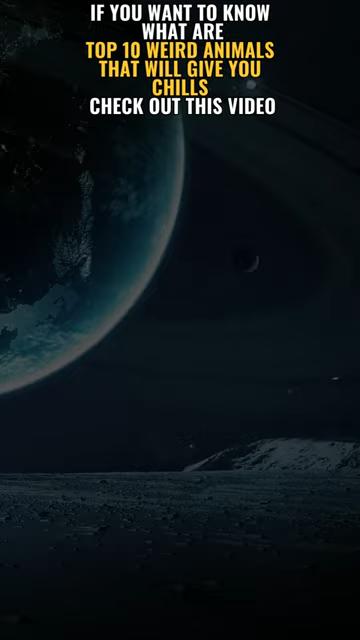 IF YOU WANT TO KNOW
WHAT ARE
TOP 10 WEIRD ANIMALS
THAT WILL GIVE YOU
CHILLS
CHECK OUT THIS VIDEO